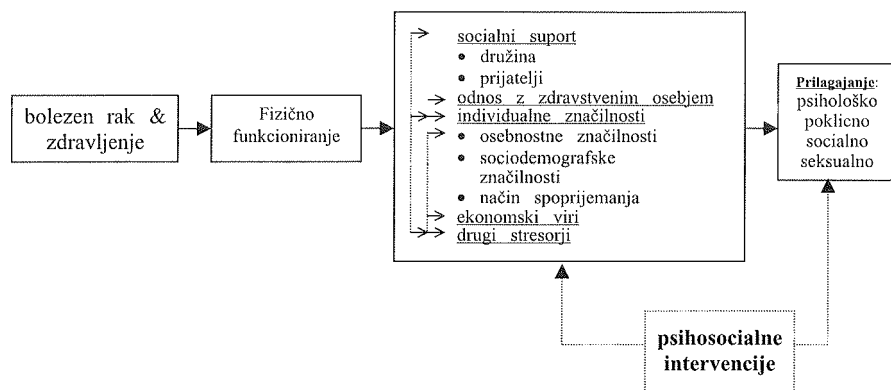 bolezen rak &
zdravljenje
Fizično
funkcioniranje
socialni suport
• družina
• prijatelji
odnos z zdravstvenim osebjem
individualne značilnosti
• osebnostne značilnosti
• sociodemografske
značilnosti
• način spoprijemanja
ekonomski viri
drugi stresorji
Prilagajanje:
psihološko
poklicno
socialno
seksualno
psihosocialne
intervencije